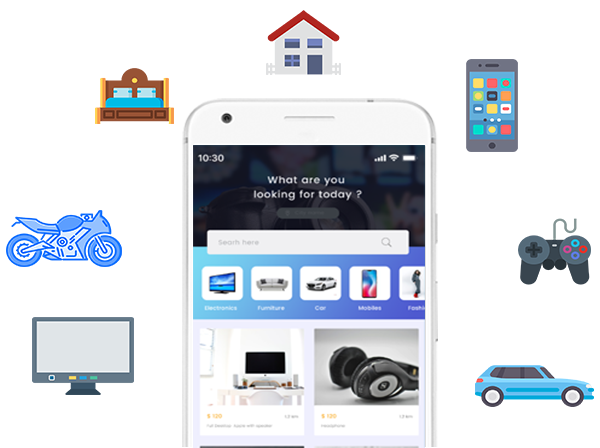 10:30
What are you
looking for today ?
Search here
Electronics Furniture Car Mobiles Fashi
$ 120 1.2 km $ 120 1.2 km
Full Desktop, Space with speaker Headphone